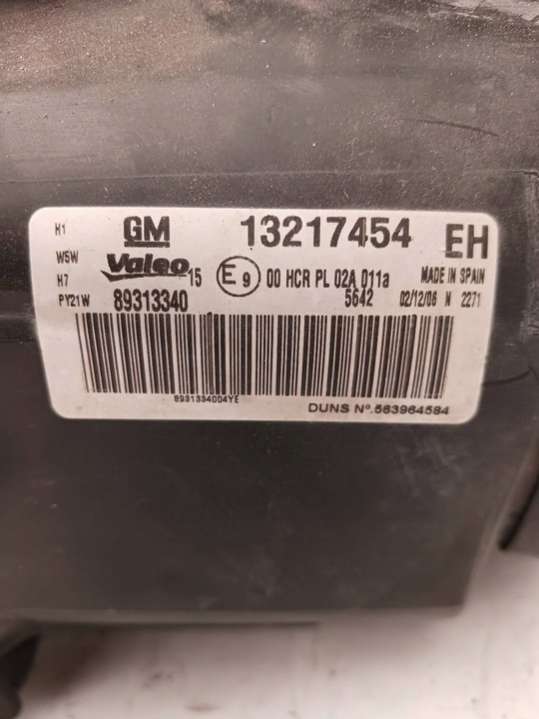 H1 GM 13217454 EH
W5W Valeo 15 E9 00 HCR PL 02A 011a MADE IN SPAIN
H7 5642 02/12/06 N 2271
PY21W 89313340
89313340D4YE
DUNS Nº.563964584